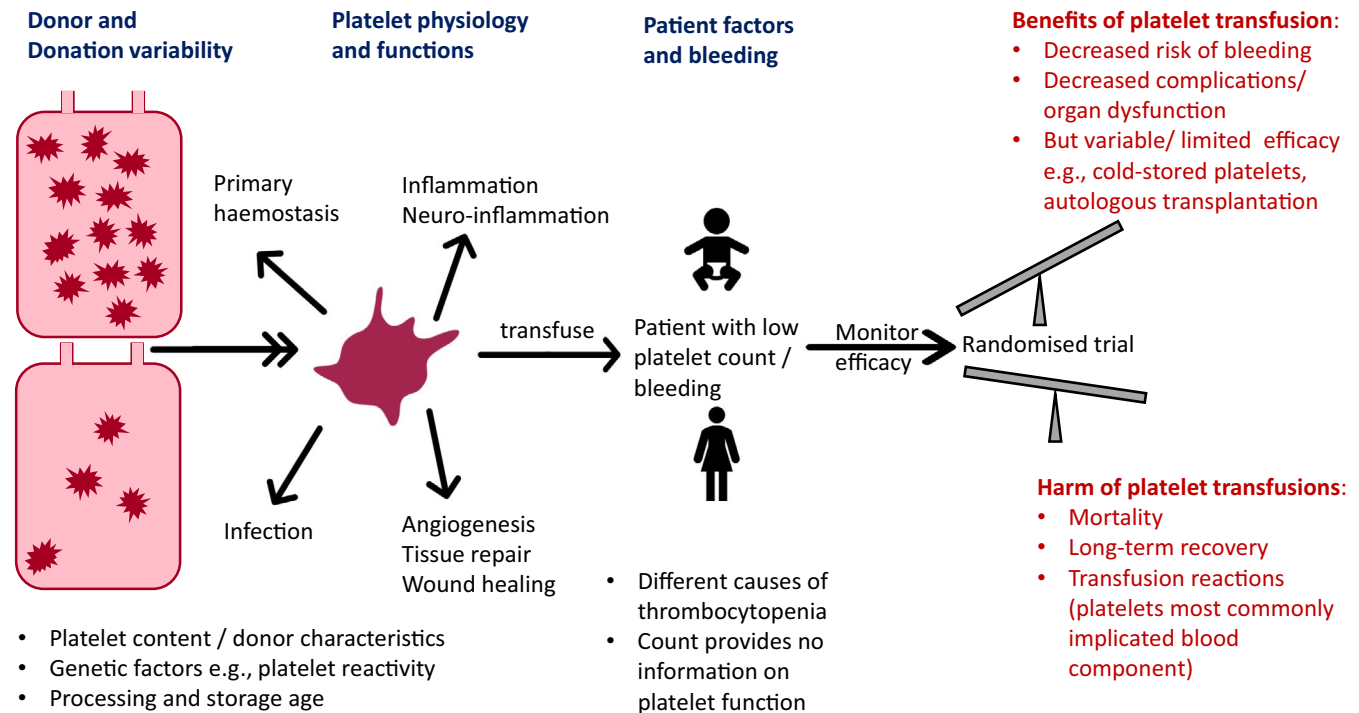 Donor and
Donation variability
Platelet physiology
and functions
Patient factors
and bleeding
Benefits of platelet transfusion:
• Decreased risk of bleeding
• Decreased complications/
organ dysfunction
• But variable/ limited efficacy
e.g., cold-stored platelets,
autologous transplantation
Primary
haemostasis
Inflammation
Neuro-inflammation
transfuse
Patient with low
platelet count /
bleeding
Monitor
efficacy
Randomised trial
Infection
Angiogenesis
Tissue repair
Wound healing
Harm of platelet transfusions:
• Mortality
• Long-term recovery
• Transfusion reactions
(platelets most commonly
implicated blood
component)
• Platelet content / donor characteristics
• Genetic factors e.g., platelet reactivity
• Processing and storage age
• Different causes of
thrombocytopenia
• Count provides no
information on
platelet function